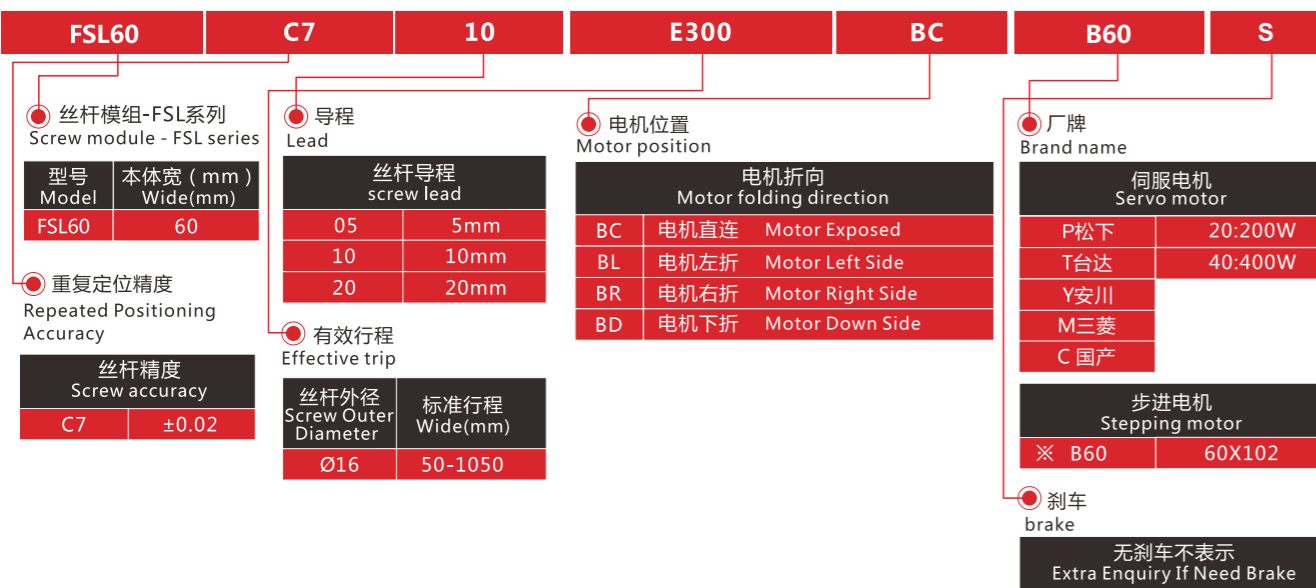 FSL60 C7 10 E300 BC B60 S
丝杆模组-FSL系列
Screw module - FSL series
型号 本体宽（mm）
Model Wide(mm)
FSL60 60
重复定位精度
Repeated Positioning
Accuracy
丝杆精度
Screw accuracy
C7 ±0.02
导程
Lead
丝杆导程
screw lead
05 5mm
10 10mm
20 20mm
有效行程
Effective trip
丝杆外径
Screw Outer
Diameter
标准行程
Wide(mm)
Ø16 50-1050
电机位置
Motor position
电机折向
Motor folding direction
BC 电机直连 Motor Exposed
BL 电机左折 Motor Left Side
BR 电机右折 Motor Right Side
BD 电机下折 Motor Down Side
厂牌
Brand name
伺服电机
Servo motor
P松下 20:200W
T台达 40:400W
Y安川
M三菱
C 国产
步进电机
Stepping motor
※ B60 60X102
刹车
brake
无刹车不表示
Extra Enquiry If Need Brake